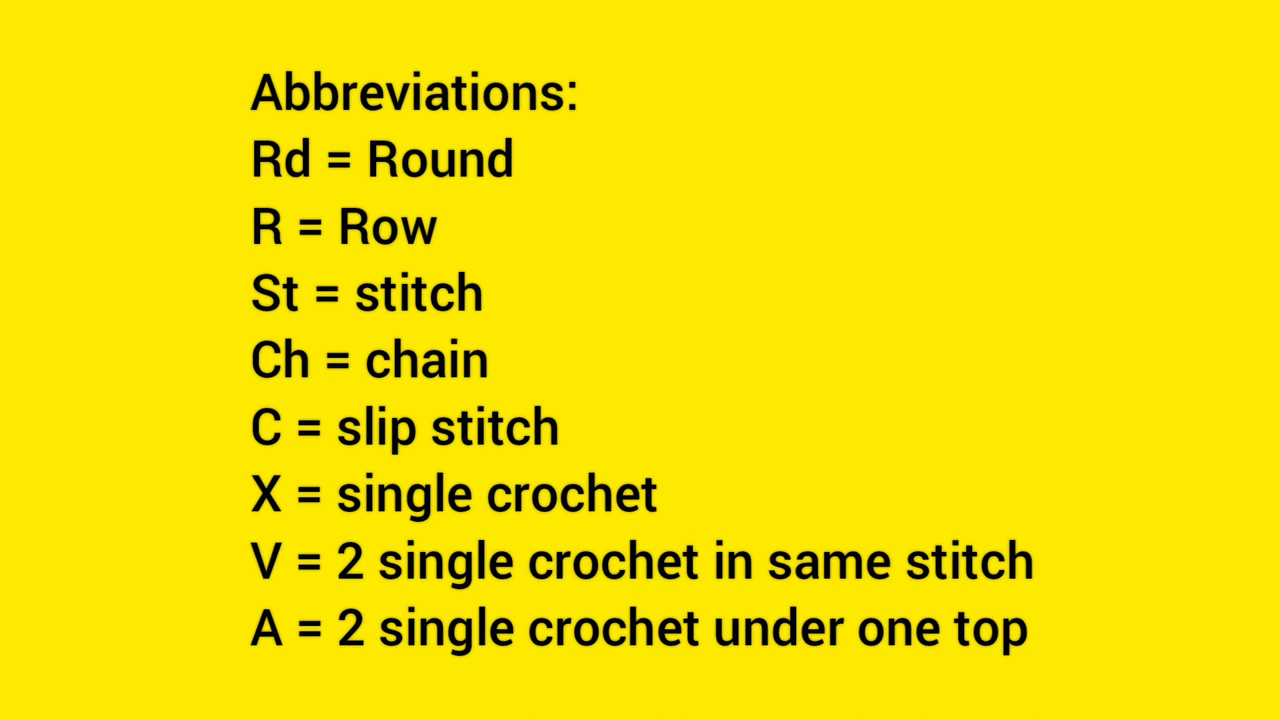 Abbreviations:
Rd = Round
R = Row
St = stitch
Ch = chain
C = slip stitch
X = single crochet
V = 2 single crochet in same stitch
A = 2 single crochet under one top